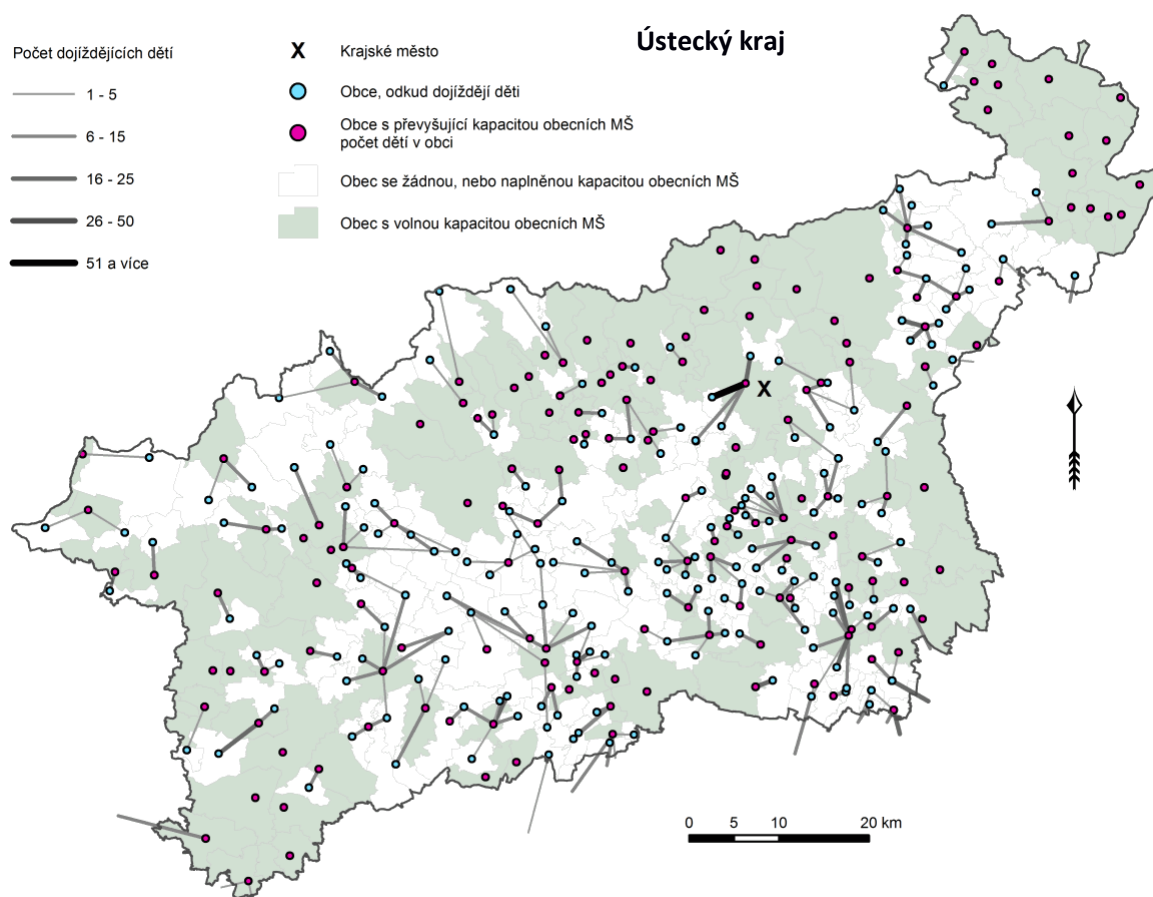 Ústecký kraj
Počet dojíždějících dětí
1 - 5
6 - 15
16 - 25
26 - 50
51 a více
X Krajské město
Obce, odkud dojíždějí děti
Obce s převyšující kapacitou obecních MŠ
počet dětí v obci
Obec se žádnou, nebo naplněnou kapacitou obecních MŠ
Obec s volnou kapacitou obecních MŠ
X
0 5 10 20 km